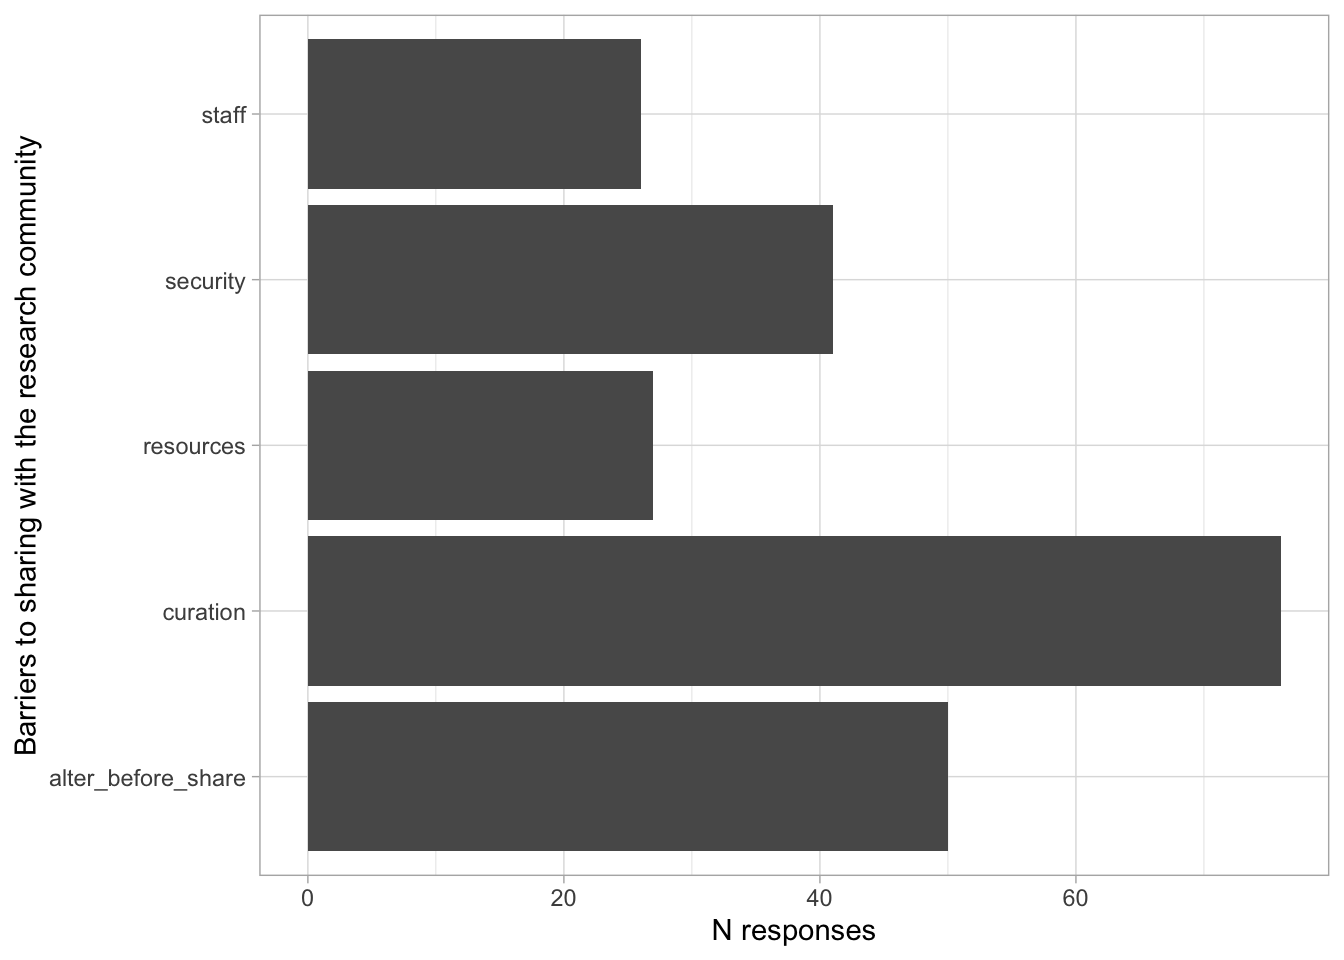 Barriers to sharing with the research community
staff
security
resources
curation
alter_before_share
0 20 40 60
N responses